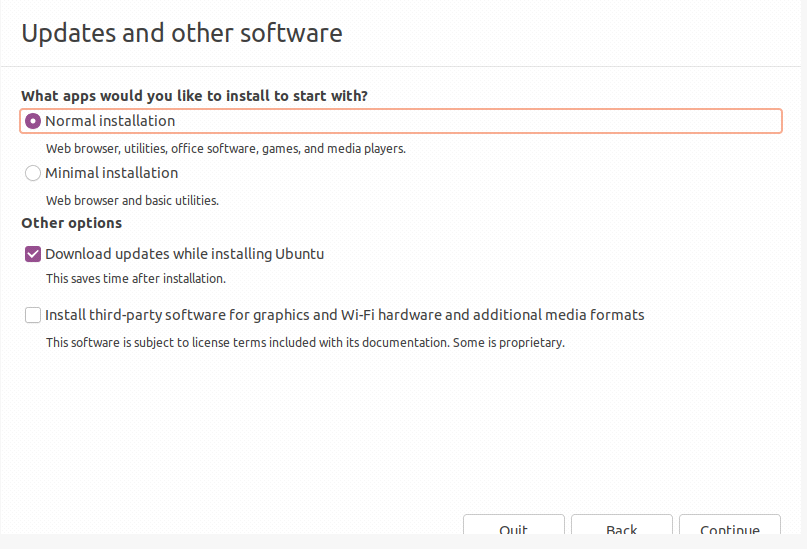 Updates and other software
What apps would you like to install to start with?
Normal installation
Web browser, utilities, office software, games, and media players.
Minimal installation
Web browser and basic utilities.
Other options
Download updates while installing Ubuntu
This saves time after installation.
Install third-party software for graphics and Wi-Fi hardware and additional media formats
This software is subject to license terms included with its documentation. Some is proprietary.
Quit Back Continue